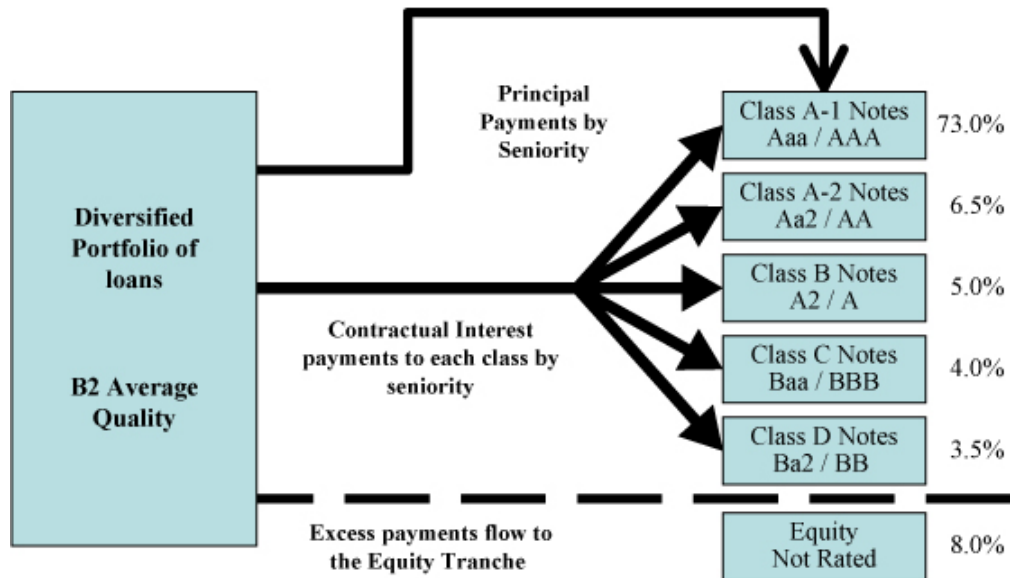 Diversified
Portfolio of
loans
B2 Average
Quality
Principal
Payments by
Seniority
Contractual Interest
payments to each class by
seniority
Excess payments flow to
the Equity Tranche
Class A-1 Notes
Aaa / AAA
73.0%
Class A-2 Notes
Aa2 / AA
6.5%
Class B Notes
A2 / A
5.0%
Class C Notes
Baa / BBB
4.0%
Class D Notes
Ba2 / BB
3.5%
Equity
Not Rated
8.0%